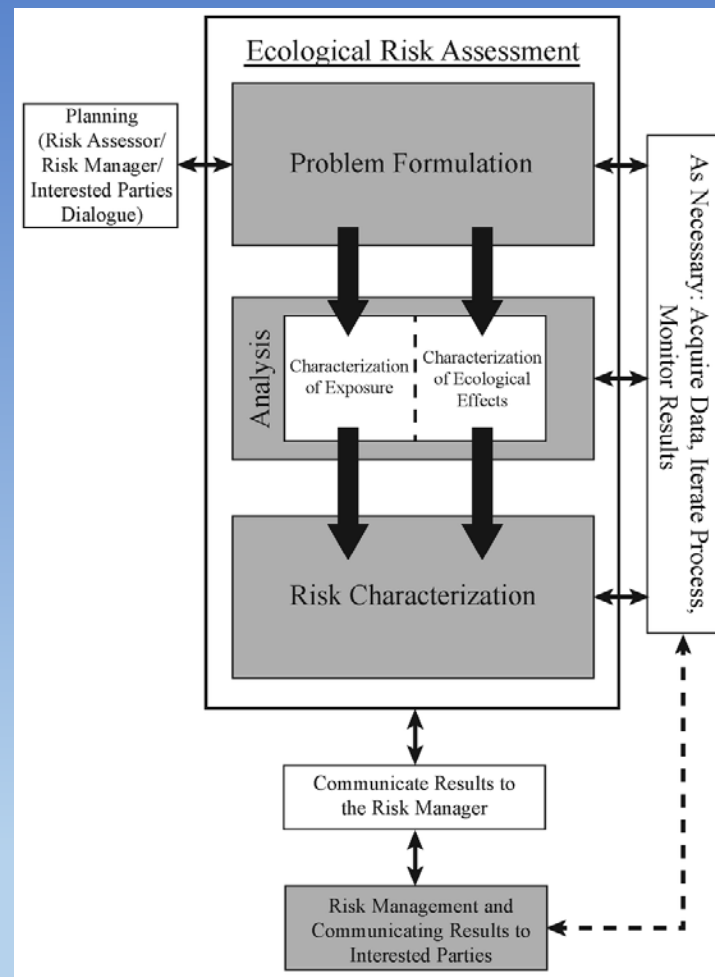 Ecological Risk Assessment
Planning
(Risk Assessor/
Risk Manager/
Interested Parties
Dialogue)
Problem Formulation
As Necessary: Acquire Data, Iterate Process,
Monitor Results
Analysis
Characterization
of Exposure
Characterization
of Ecological
Effects
Risk Characterization
Communicate Results to
the Risk Manager
Risk Management and
Communicating Results to
Interested Parties